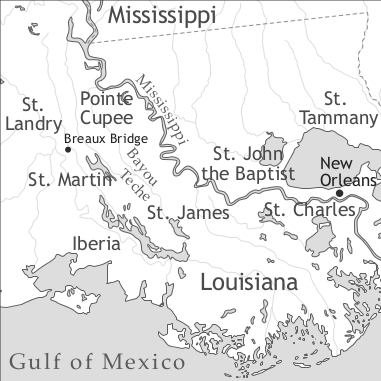 Mississippi
Mississippi
Pointe
Cupee
St.
Landry
St.
Tammany
Breaux Bridge
Bayou
Teche
St. John
the Baptist
New
Orleans
St. Martin
St. James
St. Charles
Iberia
Louisiana
Gulf of Mexico